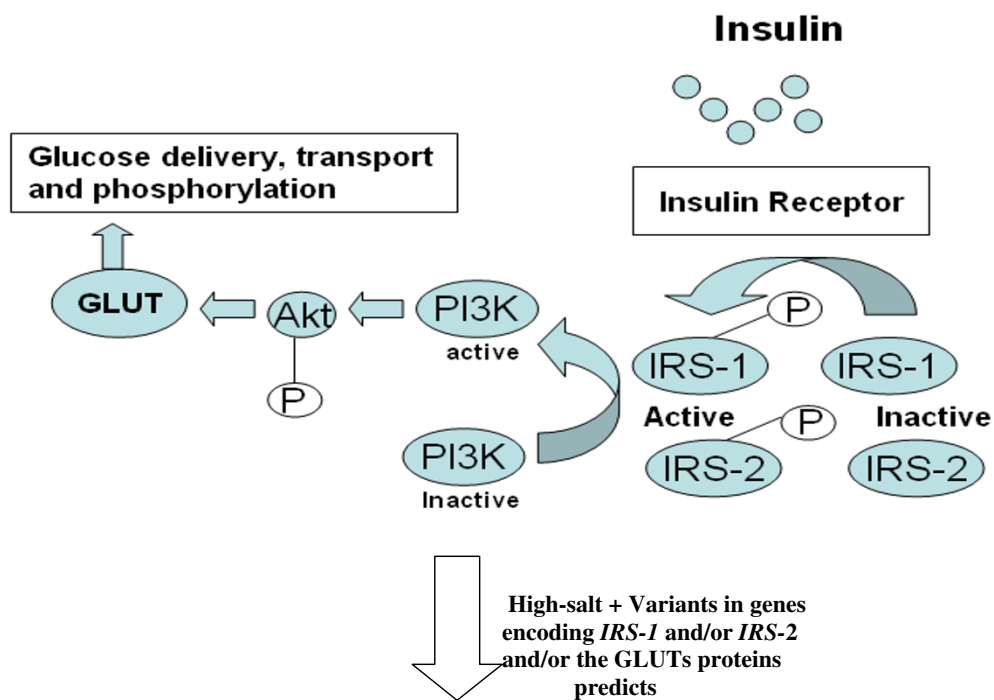 Insulin
Glucose delivery, transport
and phosphorylation
Insulin Receptor
GLUT
Akt
P
PI3K
active
PI3K
Inactive
P
IRS-1
IRS-1
Active
Inactive
P
IRS-2
IRS-2
High-salt + Variants in genes
encoding IRS-1 and/or IRS-2
and/or the GLUTs proteins
predicts